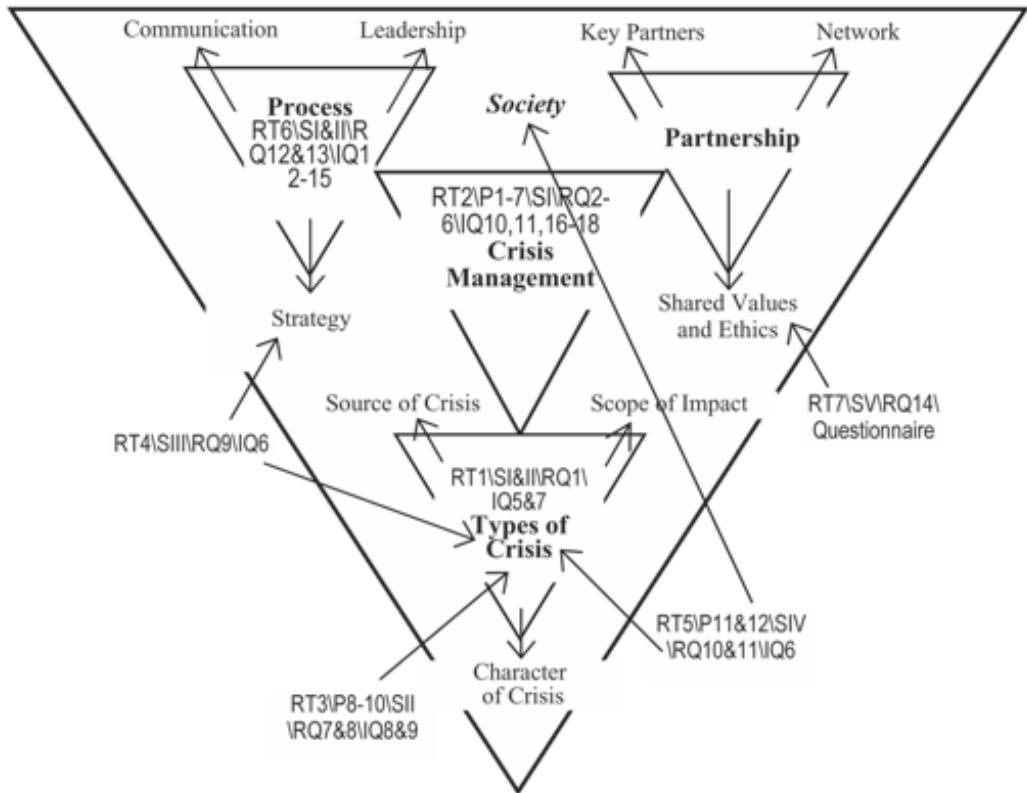 Communication
Leadership
Key Partners
Network
Process
RT6\SI&II\R
Q12&13\IQ1
2-15
Society
Partnership
RT2\P1-7\SI\RQ2-
6\IQ10,11,16-18
Crisis
Management
Strategy
Shared Values
and Ethics
Source of Crisis
Scope of Impact
RT7\SV\RQ14\
Questionnaire
RT4\SIII\RQ9\IQ6
RT1\SI&II\RQ1\
IQ5&7
Types of
Crisis
RT5\P11&12\SIV
\RQ10&11\IQ6
Character
of Crisis
RT3\P8-10\SII
\RQ7&8\IQ8&9